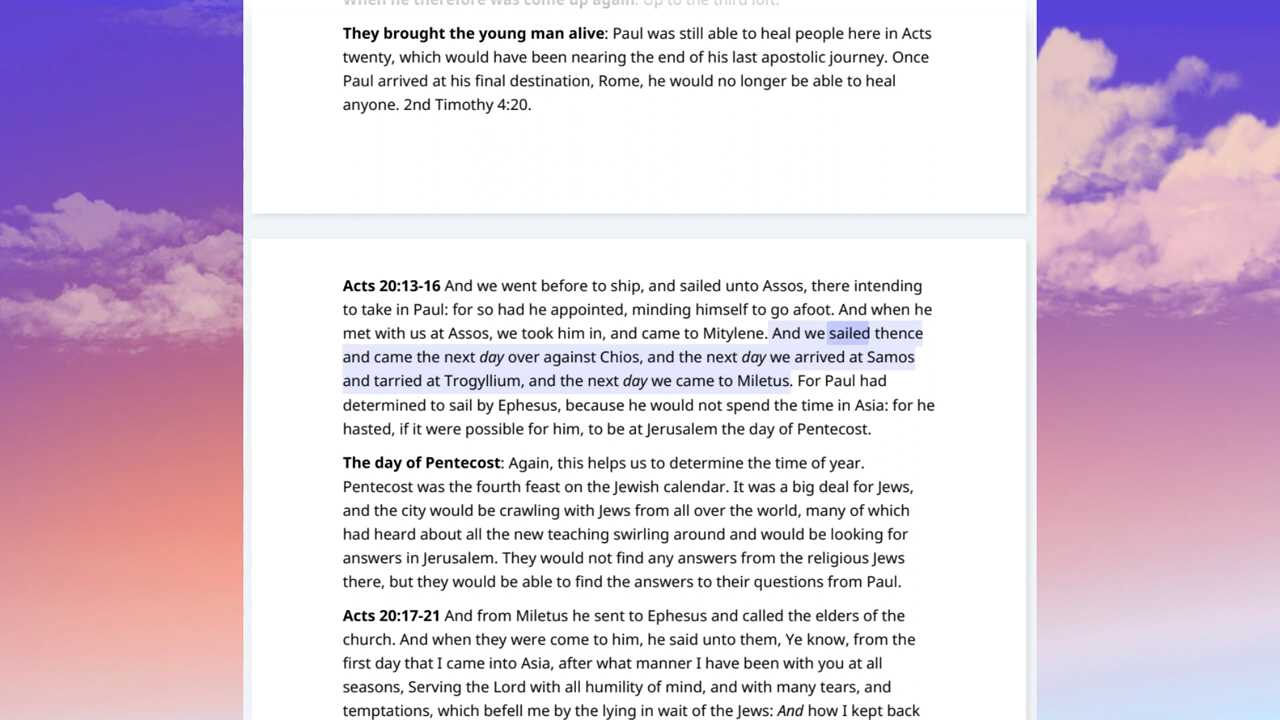 When he therefore was come up again: Up to the third loft.
They brought the young man alive: Paul was still able to heal people here in Acts
twenty, which would have been nearing the end of his last apostolic journey. Once
Paul arrived at his final destination, Rome, he would no longer be able to heal
anyone. 2nd Timothy 4:20.
Acts 20:13-16 And we went before to ship, and sailed unto Assos, there intending
to take in Paul: for so had he appointed, minding himself to go afoot. And when he
met with us at Assos, we took him in, and came to Mitylene. And we sailed thence
and came the next day over against Chios, and the next day we arrived at Samos
and tarried at Trogyllium, and the next day we came to Miletus. For Paul had
determined to sail by Ephesus, because he would not spend the time in Asia: for he
hasted, if it were possible for him, to be at Jerusalem the day of Pentecost.
The day of Pentecost: Again, this helps us to determine the time of year.
Pentecost was the fourth feast on the Jewish calendar. It was a big deal for Jews,
and the city would be crawling with Jews from all over the world, many of which
had heard about all the new teaching swirling around and would be looking for
answers in Jerusalem. They would not find any answers from the religious Jews
there, but they would be able to find the answers to their questions from Paul.
Acts 20:17-21 And from Miletus he sent to Ephesus and called the elders of the
church. And when they were come to him, he said unto them, Ye know, from the
first day that I came into Asia, after what manner I have been with you at all
seasons, Serving the Lord with all humility of mind, and with many tears, and
temptations, which befell me by the lying in wait of the Jews: And how I kept back